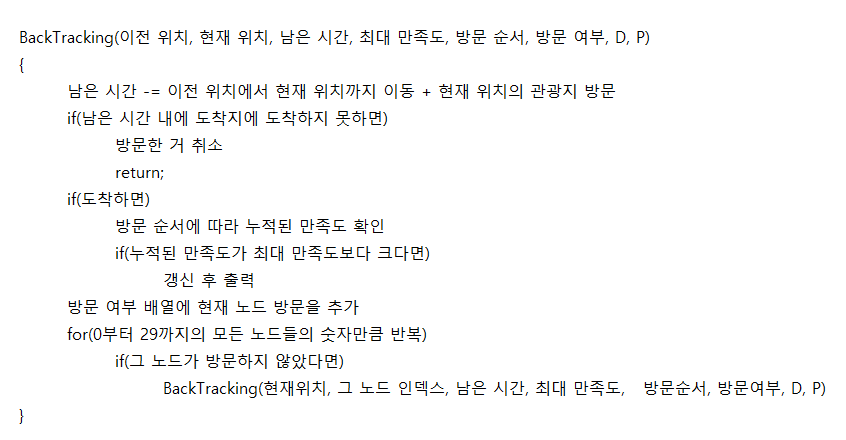 BackTracking(이전 위치, 현재 위치, 남은 시간, 최대 만족도, 방문 순서, 방문 여부, D, P)
{
남은 시간 -= 이전 위치에서 현재 위치까지 이동 + 현재 위치의 관광지 방문
if(남은 시간 내에 도착지에 도착하지 못하면)
방문한 거 취소
return;
if(도착하면)
방문 순서에 따라 누적된 만족도 확인
if(누적된 만족도가 최대 만족도보다 크다면)
갱신 후 출력
방문 여부 배열에 현재 노드 방문을 추가
for(0부터 29까지의 모든 노드들의 숫자만큼 반복)
if(그 노드가 방문하지 않았다면)
BackTracking(현재위치, 그 노드 인덱스, 남은 시간, 최대 만족도, 방문순서, 방문여부, D, P)
}